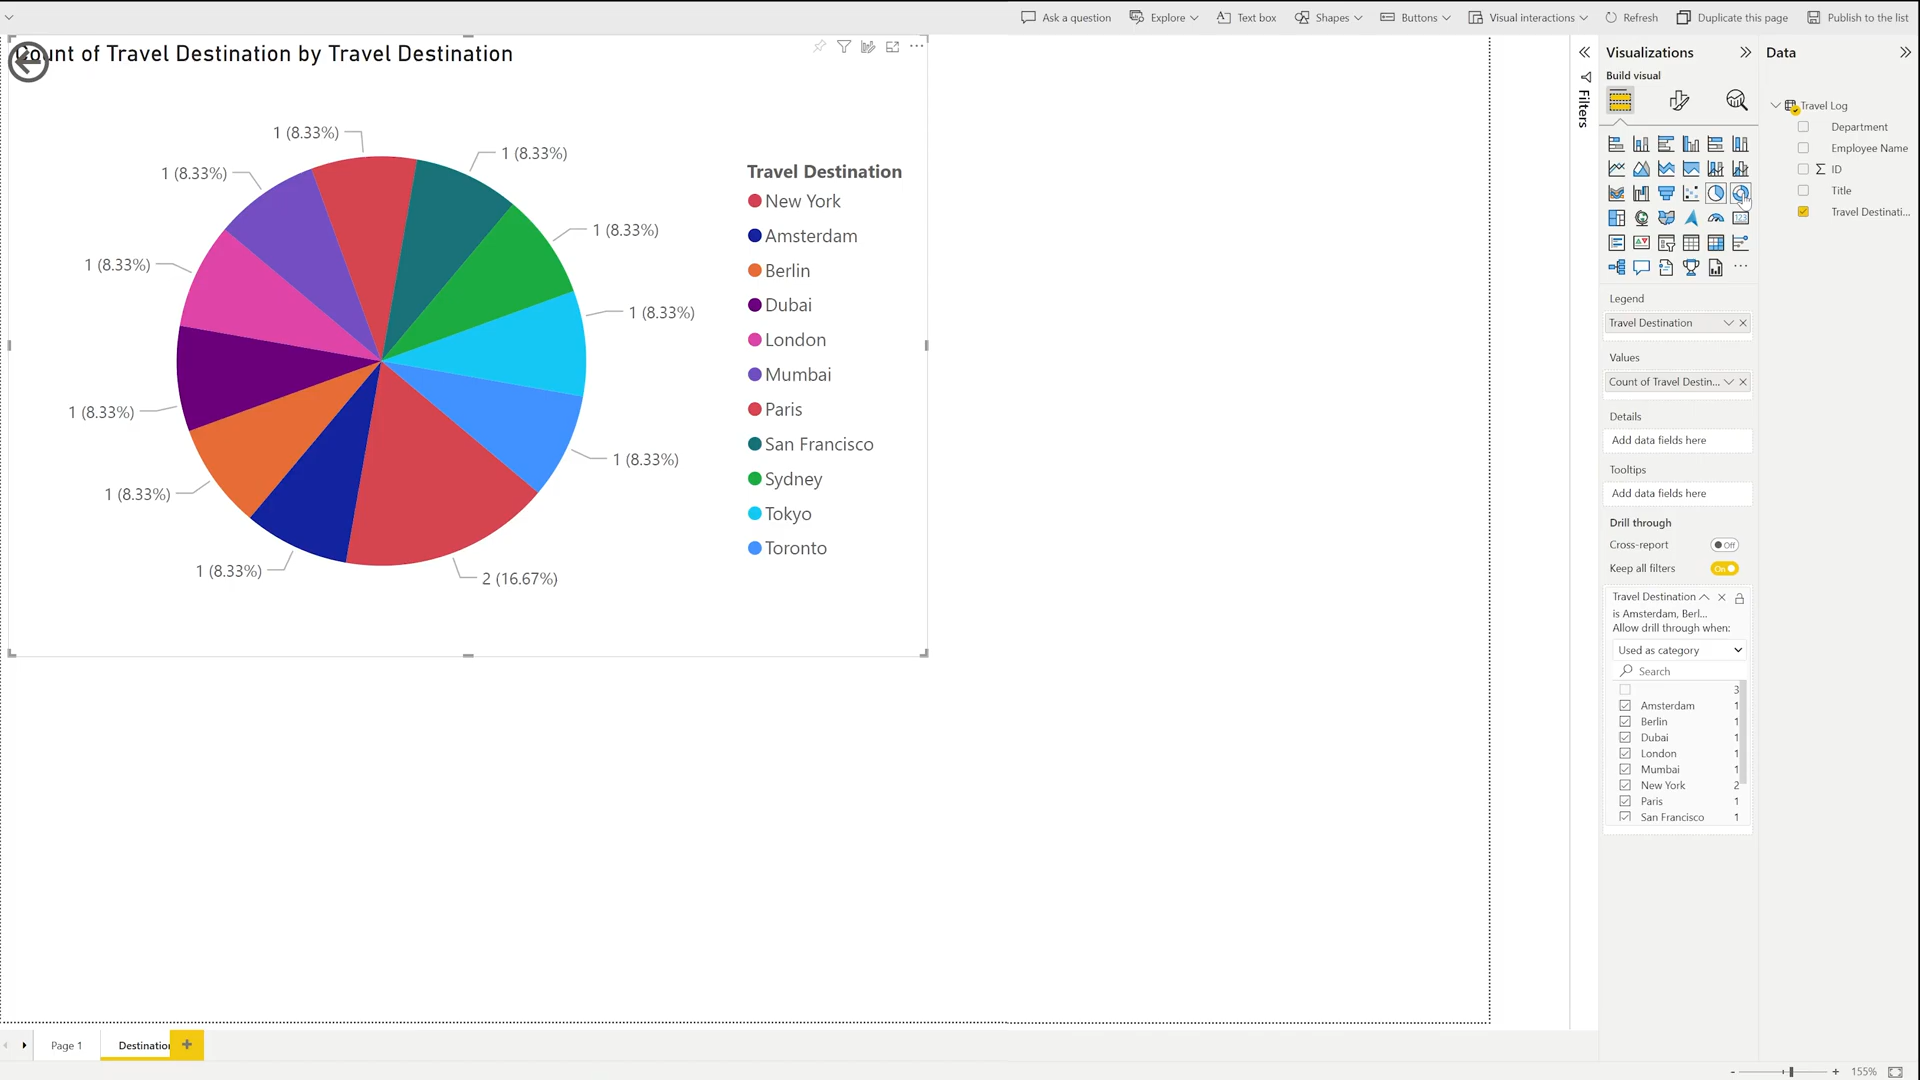 Ask a question
Explore
Text box
Shapes
Buttons
Visual interactions
Refresh
Duplicate this page
Publish to the list
ount of Travel Destination by Travel Destination
1 (8.33%)
1 (8.33%)
1 (8.33%)
1 (8.33%)
1 (8.33%)
1 (8.33%)
1 (8.33%)
1 (8.33%)
1 (8.33%)
1 (8.33%)
2 (16.67%)
Travel Destination
New York
Amsterdam
Berlin
Dubai
London
Mumbai
Paris
San Francisco
Sydney
Tokyo
Toronto
Filters
Visualizations
Build visual
123
Legend
Travel Destination
Values
Count of Travel Destin...
Details
Add data fields here
Tooltips
Add data fields here
Drill through
Cross-report
Off
Keep all filters
On
Travel Destination
is Amsterdam, Berl...
Allow drill through when:
Used as category
Search
3
Amsterdam 1
Berlin 1
Dubai 1
London 1
Mumbai 1
New York 2
Paris 1
San Francisco 1
Data
Travel Log
Department
Employee Name
Σ ID
Title
Travel Destinati...
Page 1
Destination
+
- + 155%